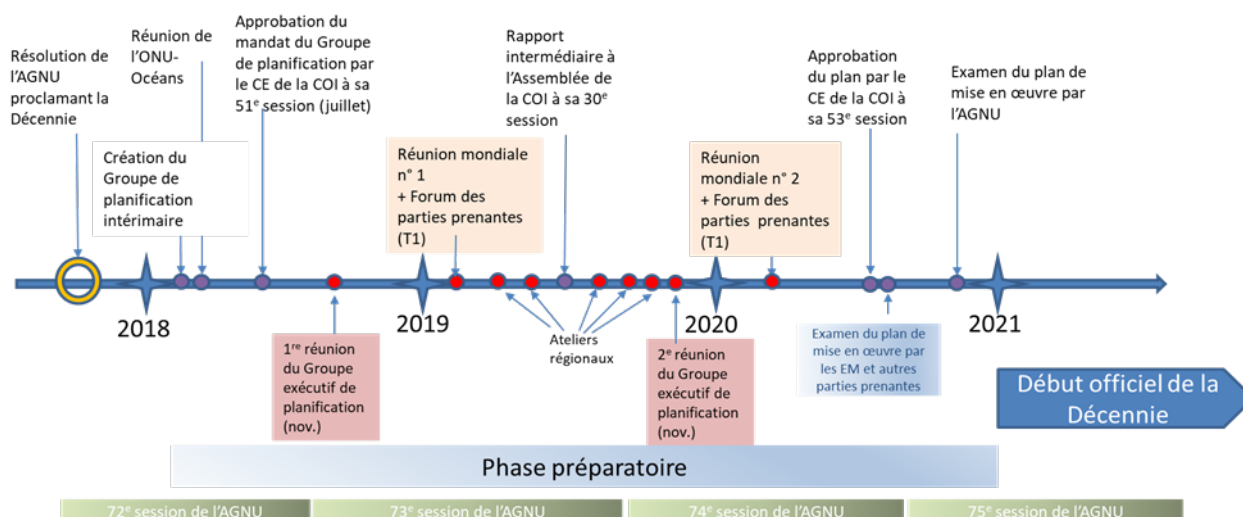 Résolution de
l'AGNU
proclamant la
Décennie
Réunion de
l'ONU-
Océans
Approbation du
mandat du Groupe
de planification par
le CE de la COI à sa
51e session (juillet)
Rapport
intermédiaire à
l'Assemblée de
la COI à sa 30e
session
Approbation
du plan par le
CE de la COI à
sa 53e session
Examen du plan de
mise en œuvre par
l'AGNU
Création du
Groupe de
planification
intérimaire
Réunion mondiale
n° 1
+ Forum des
parties prenantes
(T1)
Réunion
mondiale n° 2
+ Forum des
parties prenantes
(T1)
2018
2019
2020
2021
1re réunion
du Groupe
exécutif de
planification
(nov.)
Ateliers
régionaux
2e réunion
du Groupe
exécutif de
planification
(nov.)
Examen du plan de
mise en œuvre par
les EM et autres
parties prenantes
Début officiel de la
Décennie
Phase préparatoire
72e session de l'AGNU
73e session de l'AGNU
74e session de l'AGNU
75e session de l'AGNU